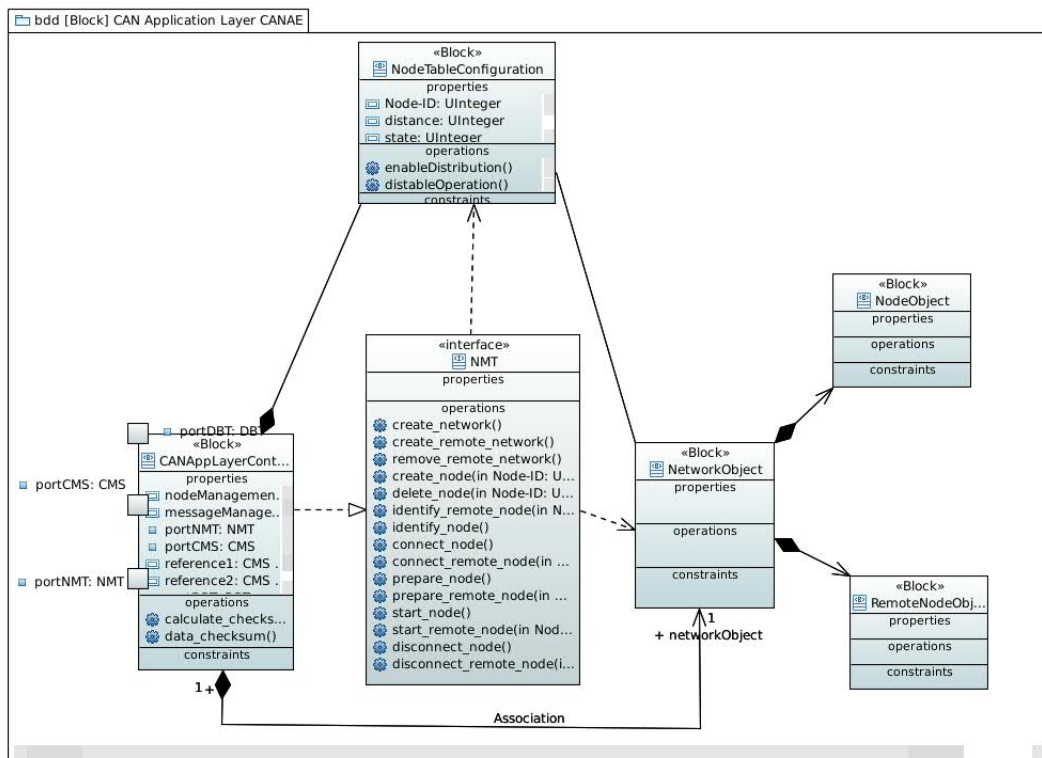 bdd [Block] CAN Application Layer CANAE
«Block»
NodeTableConfiguration
properties
Node-ID: UInteger
distance: UInteger
state: UInteger
operations
enableDistribution()
distableOperation()
constraints
«Block»
NodeObject
properties
operations
constraints
«interface»
NMT
properties
operations
create_network()
create_remote_network()
remove_remote_network()
create_node(in Node-ID: U...
delete_node(in Node-ID: U...
identify_remote_node(in N...
identify_node()
connect_node()
connect_remote_node(in ...
prepare_node()
prepare_remote_node(in ...
start_node()
start_remote_node(in Nod...
disconnect_node()
disconnect_remote_node(i...
portDBT: DBT
«Block»
CANAppLayerCont...
properties
nodeManagemen..
messageManage..
portNMT: NMT
portCMS: CMS
reference1: CMS .
reference2: CMS .
operations
calculate_checks...
data_checksum()
constraints
portCMS: CMS
portNMT: NMT
«Block»
NetworkObject
properties
operations
constraints
«Block»
RemoteNodeObj...
properties
operations
constraints
1
+ networkObject
1+
Association